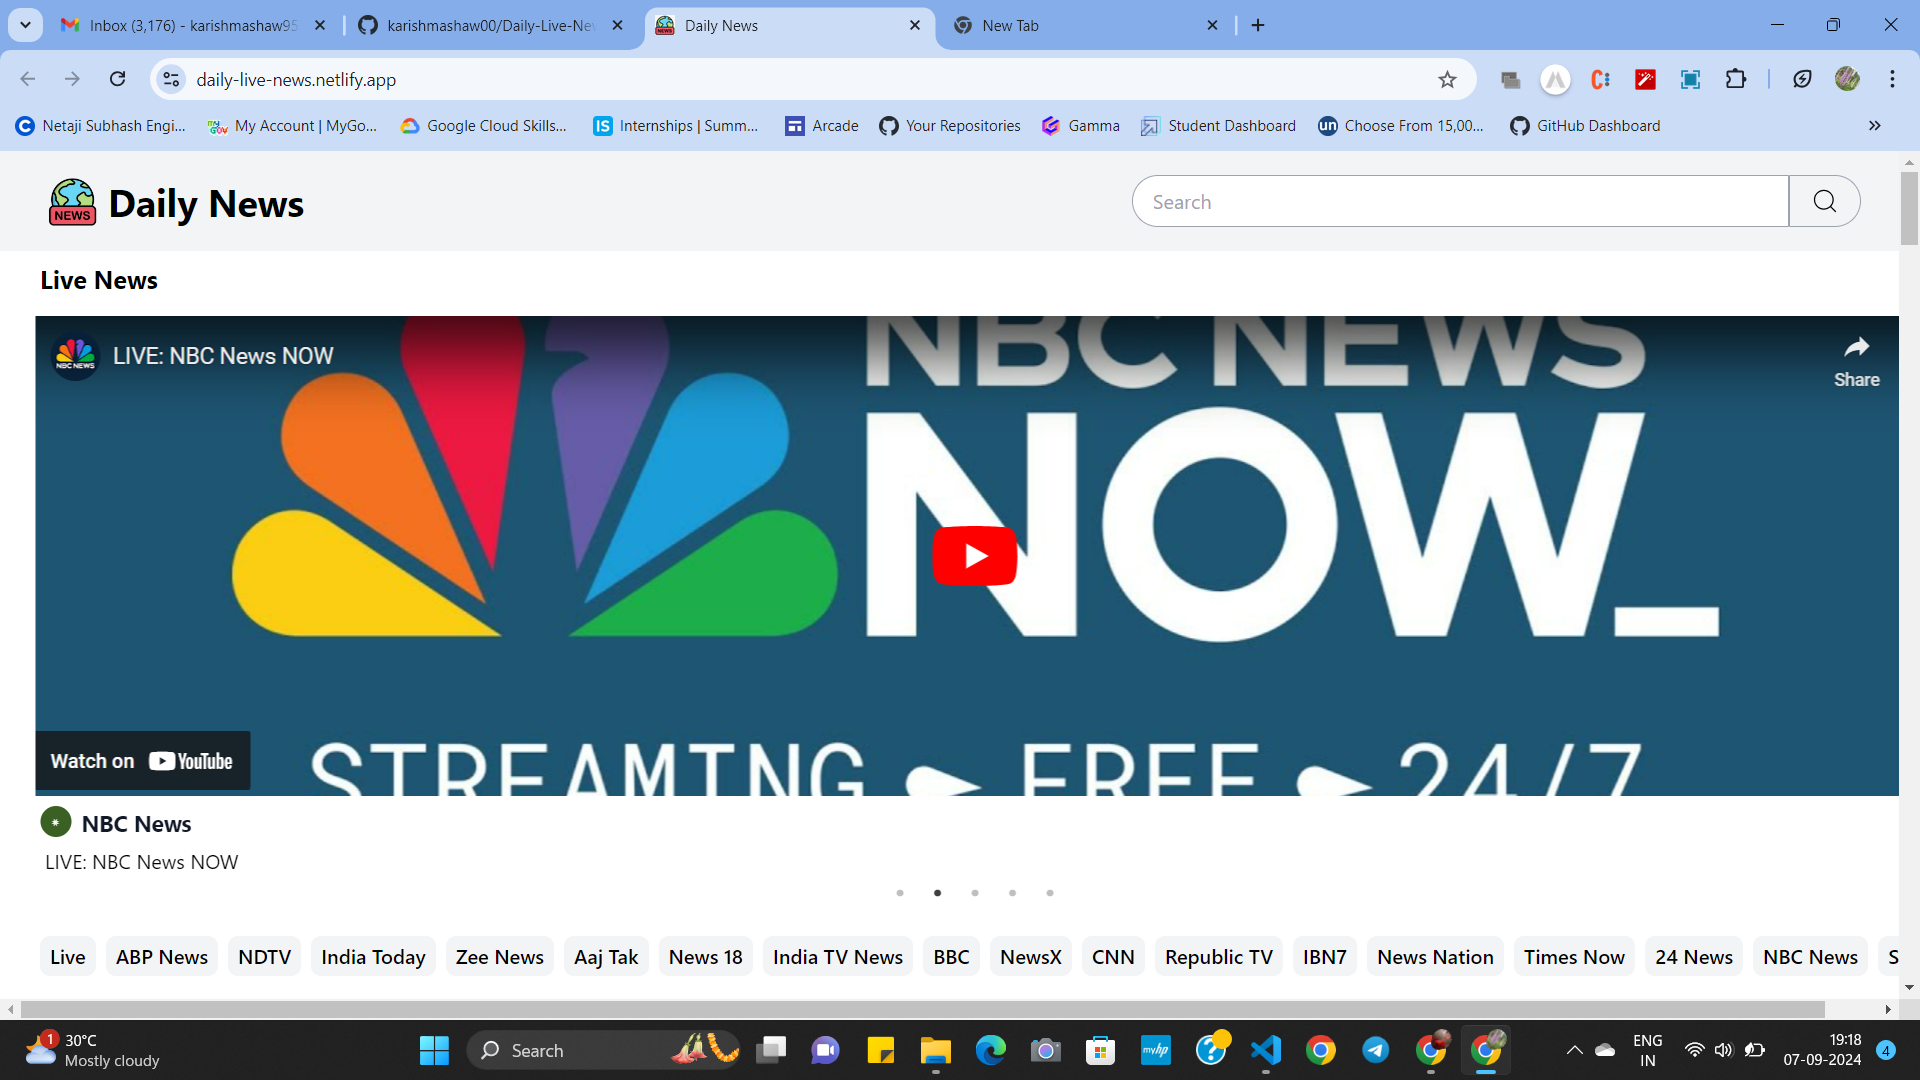 Inbox (3,176) - karishmashaw95
karishmashaw00/Daily-Live-Nev
Daily News
New Tab
daily-live-news.netlify.app
Netaji Subhash Engi...
My Account | MyGo...
Google Cloud Skills...
Internships | Summ...
Arcade
Your Repositories
Gamma
Student Dashboard
Choose From 15,00...
GitHub Dashboard
NEWS
Daily News
Search
Live News
NBC NEWS
LIVE: NBC News NOW
Share
NBC NEWS
NOW_
STREAMING ► FREE ► 24/7
Watch on YouTube
NBC News
LIVE: NBC News NOW
Live
ABP News
NDTV
India Today
Zee News
Aaj Tak
News 18
India TV News
BBC
NewsX
CNN
Republic TV
IBN7
News Nation
Times Now
24 News
NBC News
S
1
30°C
Mostly cloudy
Search
myhp
ENG
IN
19:18
07-09-2024
4